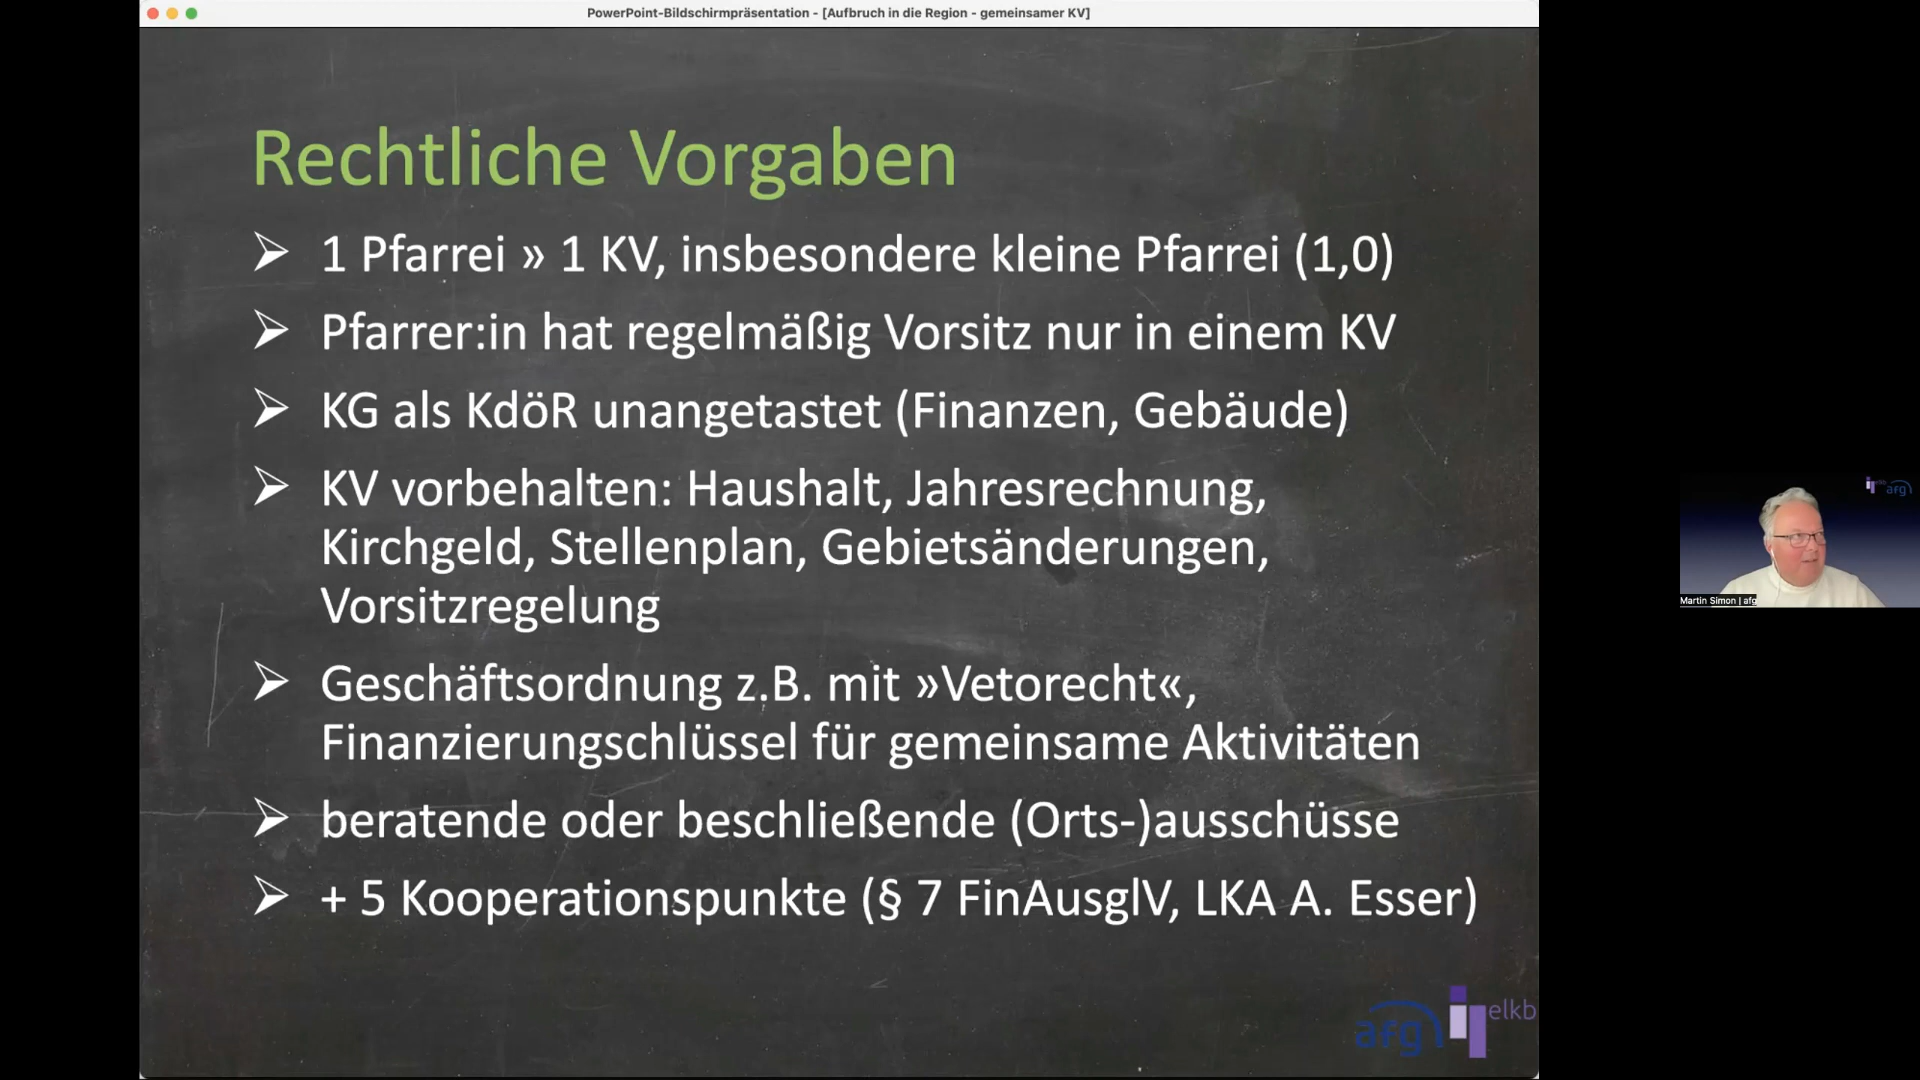 PowerPoint-Bildschirmpräsentation - [Aufbruch in die Region - gemeinsamer KV]
Rechtliche Vorgaben
1 Pfarrei » 1 KV, insbesondere kleine Pfarrei (1,0)
Pfarrer:in hat regelmäßig Vorsitz nur in einem KV
KG als KdöR unangetastet (Finanzen, Gebäude)
KV vorbehalten: Haushalt, Jahresrechnung,
Kirchgeld, Stellenplan, Gebietsänderungen,
Vorsitzregelung
Geschäftsordnung z.B. mit »Vetorecht«,
Finanzierungschlüssel für gemeinsame Aktivitäten
beratende oder beschließende (Orts-)ausschüsse
+ 5 Kooperationspunkte (§ 7 FinAusglV, LKA A. Esser)
afg elkb
elkb afg
Martin Simon | afg